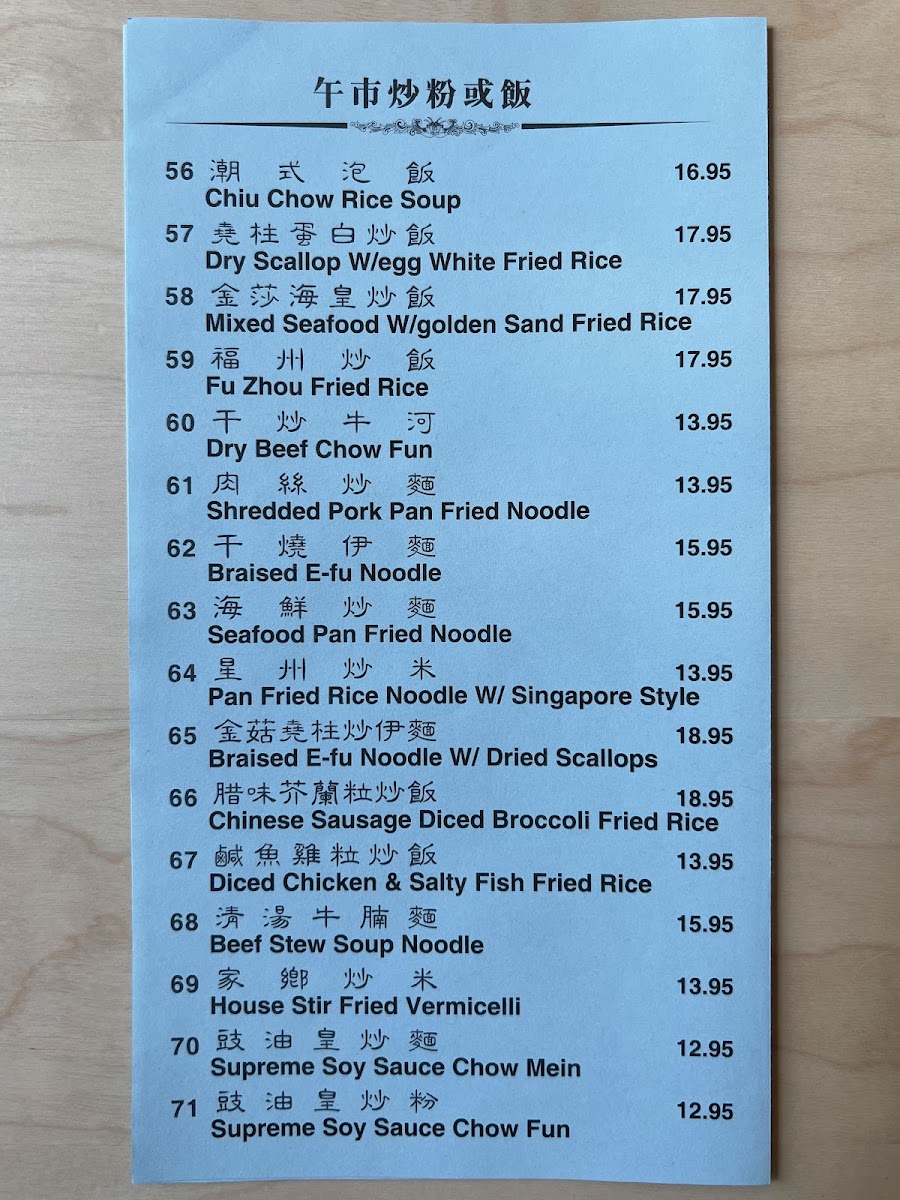 午市炒粉或飯
56 潮式泡飯 16.95
Chiu Chow Rice Soup
57 堯柱蛋白炒飯 17.95
Dry Scallop W/egg White Fried Rice
58 金莎海皇炒飯 17.95
Mixed Seafood W/golden Sand Fried Rice
59 福州炒飯 17.95
Fu Zhou Fried Rice
60 干炒牛河 13.95
Dry Beef Chow Fun
61 肉絲炒麵 13.95
Shredded Pork Pan Fried Noodle
62 干燒伊麵 15.95
Braised E-fu Noodle
63 海鮮炒麵 15.95
Seafood Pan Fried Noodle
64 星州炒米 13.95
Pan Fried Rice Noodle W/ Singapore Style
65 金菇堯柱炒伊麵 18.95
Braised E-fu Noodle W/ Dried Scallops
66 腊味芥蘭粒炒飯 18.95
Chinese Sausage Diced Broccoli Fried Rice
67 鹹魚雞粒炒飯 13.95
Diced Chicken & Salty Fish Fried Rice
68 清湯牛腩麵 15.95
Beef Stew Soup Noodle
69 家鄉炒米 13.95
House Stir Fried Vermicelli
70 豉油皇炒麵 12.95
Supreme Soy Sauce Chow Mein
71 豉油皇炒粉 12.95
Supreme Soy Sauce Chow Fun